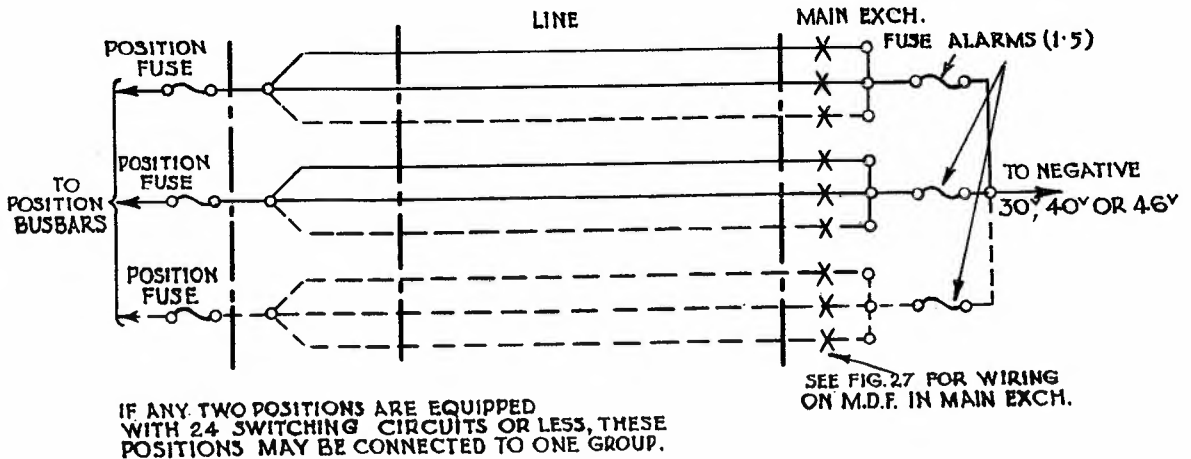 LINE
MAIN EXCH.
FUSE ALARMS (1·5)
POSITION
FUSE
POSITION
FUSE
TO
POSITION
BUSBARS
POSITION
FUSE
TO NEGATIVE
30V, 40V OR 46V
SEE FIG.27 FOR WIRING
ON M.D.F. IN MAIN EXCH.
IF ANY TWO POSITIONS ARE EQUIPPED
WITH 24 SWITCHING CIRCUITS OR LESS, THESE
POSITIONS MAY BE CONNECTED TO ONE GROUP.